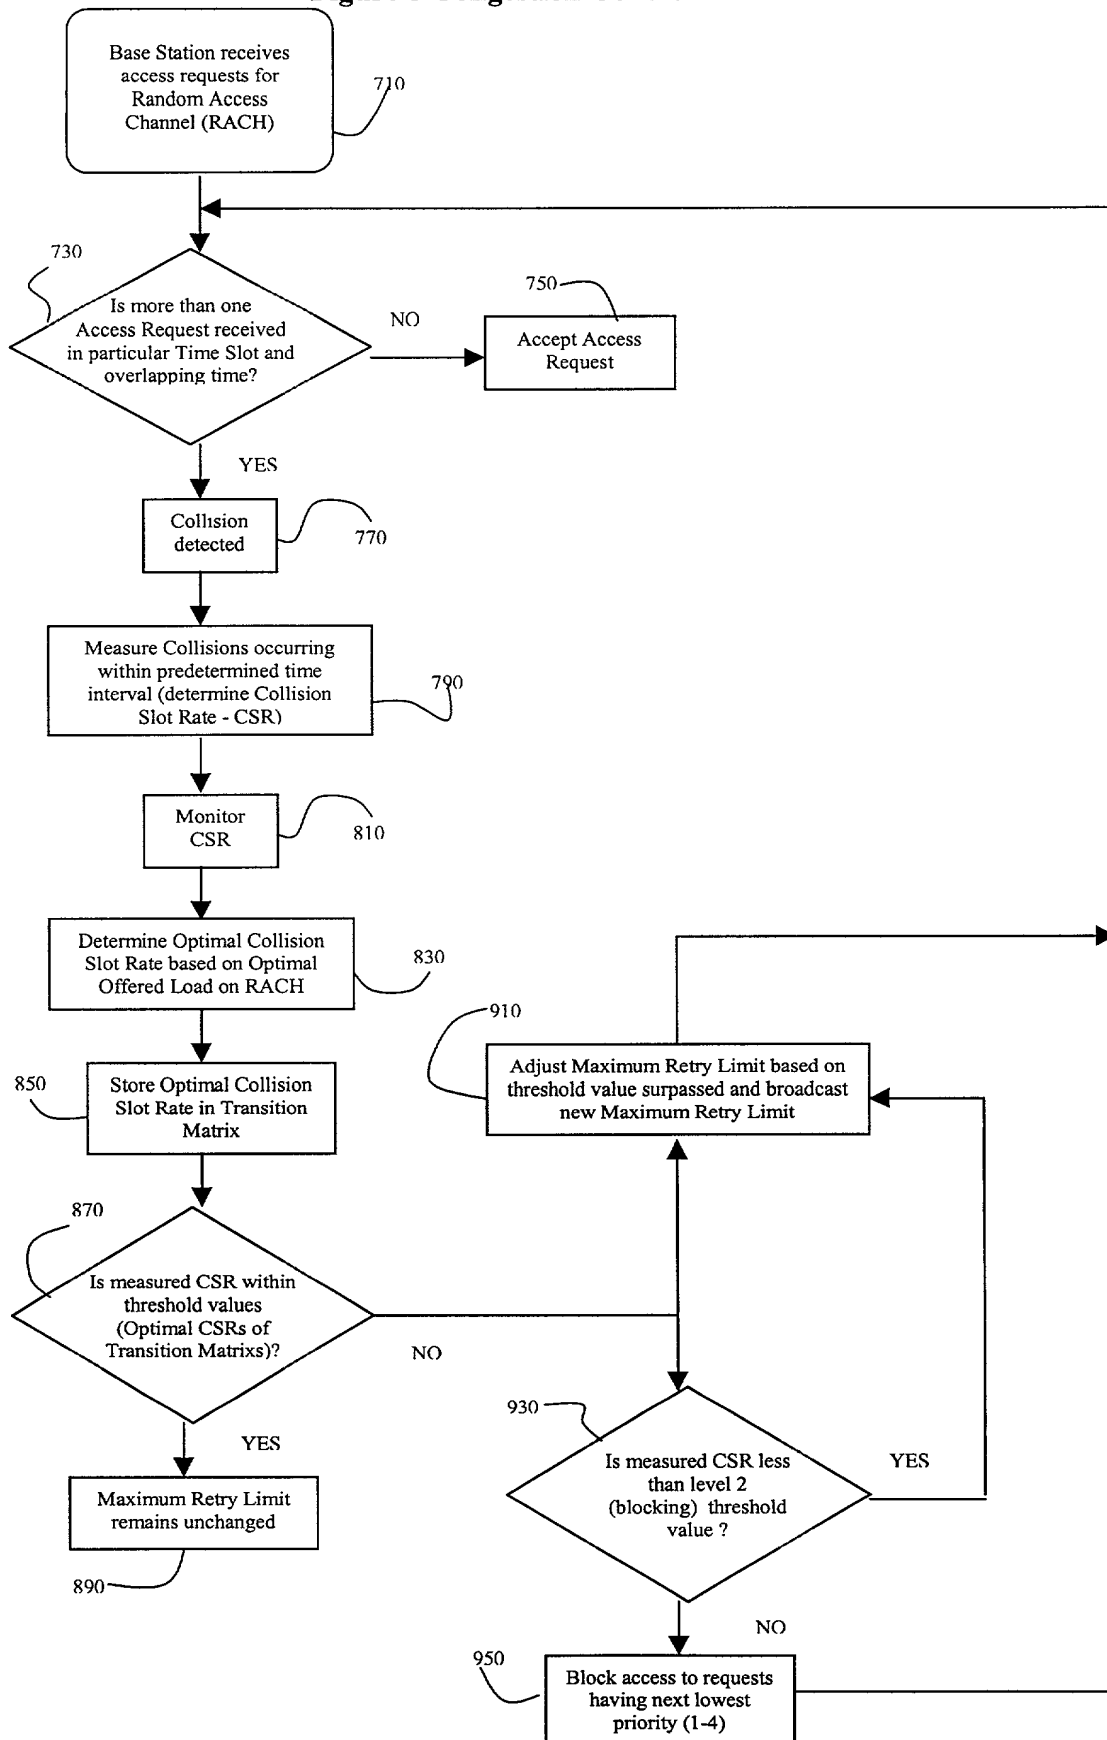 Base Station receives
access requests for
Random Access
Channel (RACH)
710
730
Is more than one
Access Request received
in particular Time Slot and
overlapping time?
NO
750
Accept Access
Request
YES
Collision
detected
770
Measure Collisions occurring
within predetermined time
interval (determine Collision
Slot Rate - CSR)
790
Monitor
CSR
810
Determine Optimal Collision
Slot Rate based on Optimal
Offered Load on RACH
830
850
Store Optimal Collision
Slot Rate in Transition
Matrix
910
Adjust Maximum Retry Limit based on
threshold value surpassed and broadcast
new Maximum Retry Limit
870
Is measured CSR within
threshold values
(Optimal CSRs of
Transition Matrixs)?
NO
YES
Maximum Retry Limit
remains unchanged
890
930
Is measured CSR less
than level 2
(blocking) threshold
value ?
YES
NO
950
Block access to requests
having next lowest
priority (1-4)